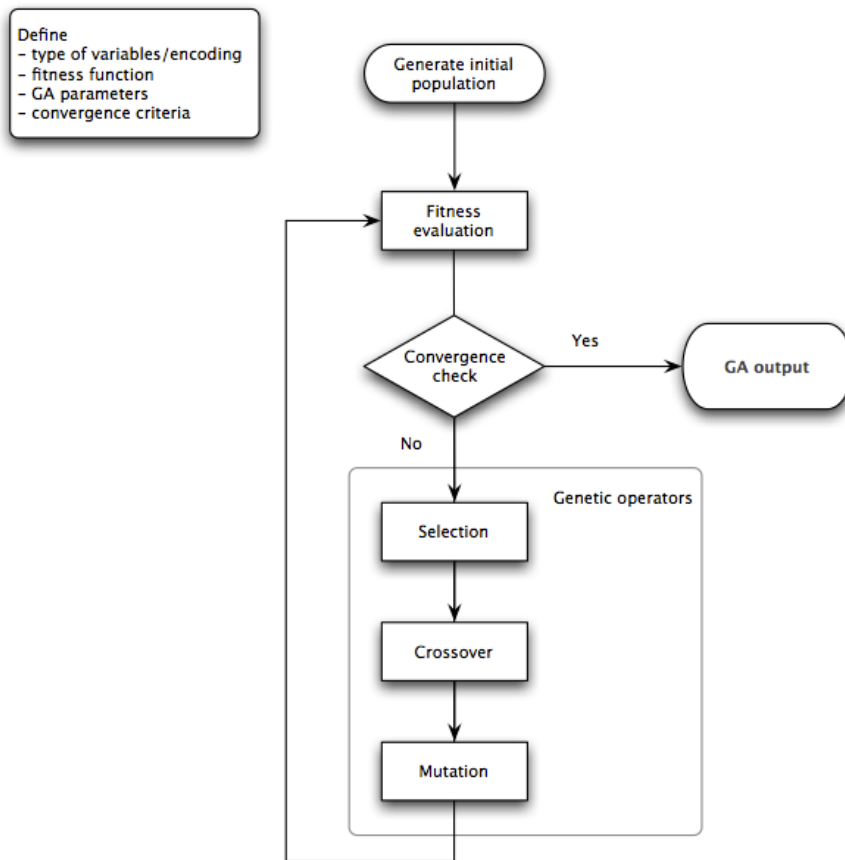 Define
– type of variables/encoding
– fitness function
– GA parameters
– convergence criteria
Generate initial
population
Fitness
evaluation
Convergence
check
Yes
GA output
No
Genetic operators
Selection
Crossover
Mutation